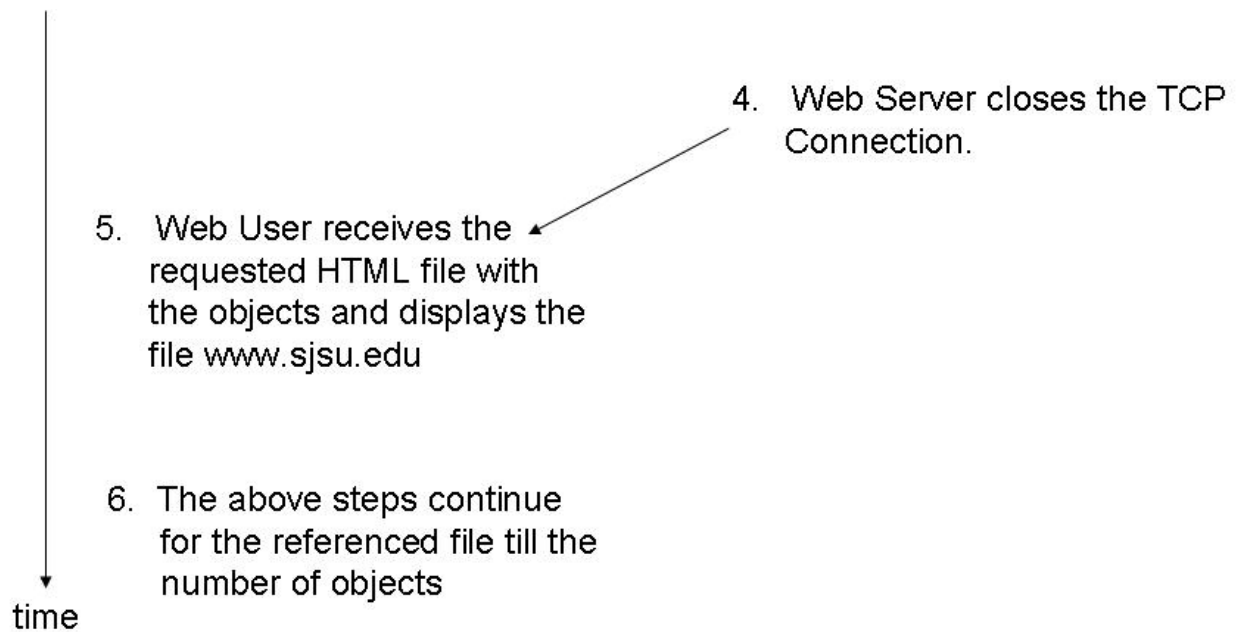 4. Web Server closes the TCP
Connection.
5. Web User receives the
requested HTML file with
the objects and displays the
file www.sjsu.edu
6. The above steps continue
for the referenced file till the
number of objects
time